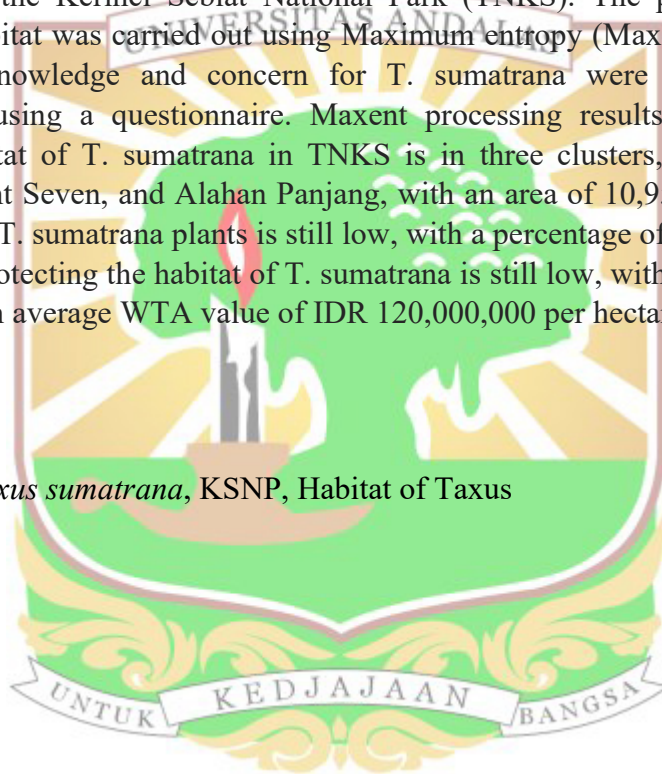 the Kerinci Seblat National Park (TNKS). The p
UNIVERSITAS ANDALAS
bitat was carried out using Maximum entropy (Max
nowledge and concern for T. sumatrana were
using a questionnaire. Maxent processing results
tat of T. sumatrana in TNKS is in three clusters,
nt Seven, and Alahan Panjang, with an area of 10,9
T. sumatrana plants is still low, with a percentage of
otecting the habitat of T. sumatrana is still low, with
n average WTA value of IDR 120,000,000 per hecta
xus sumatrana, KSNP, Habitat of Taxus
UNTUK KEDJAJAAN BANGSA